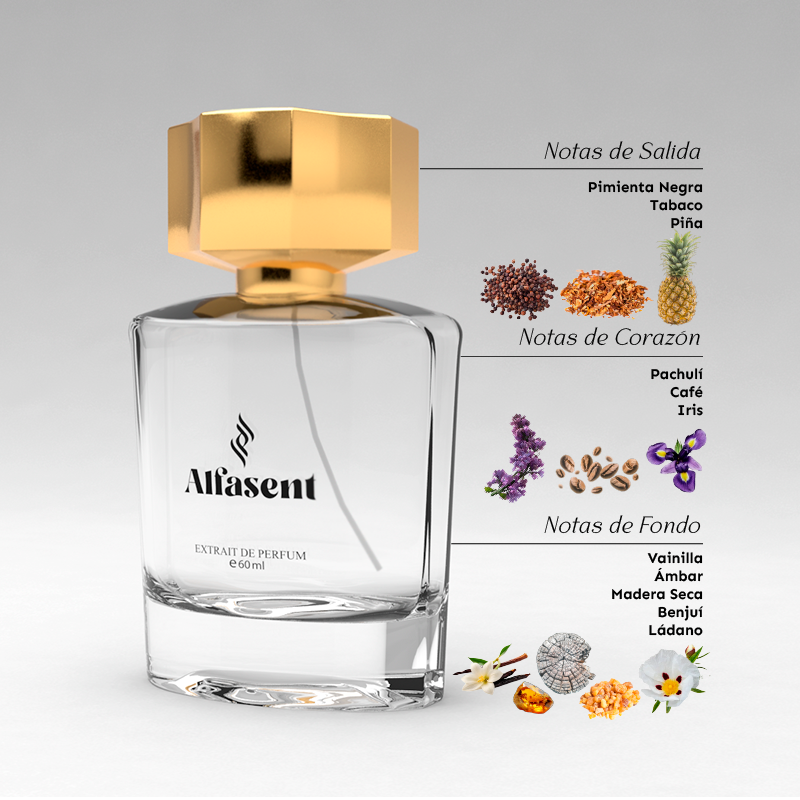 Notas de Salida
Pimienta Negra
Tabaco
Piña
Notas de Corazón
Pachulí
Café
Iris
Alfasent
EXTRAIT DE PERFUM
℮60ml
Notas de Fondo
Vainilla
Ámbar
Madera Seca
Benjuí
Ládano